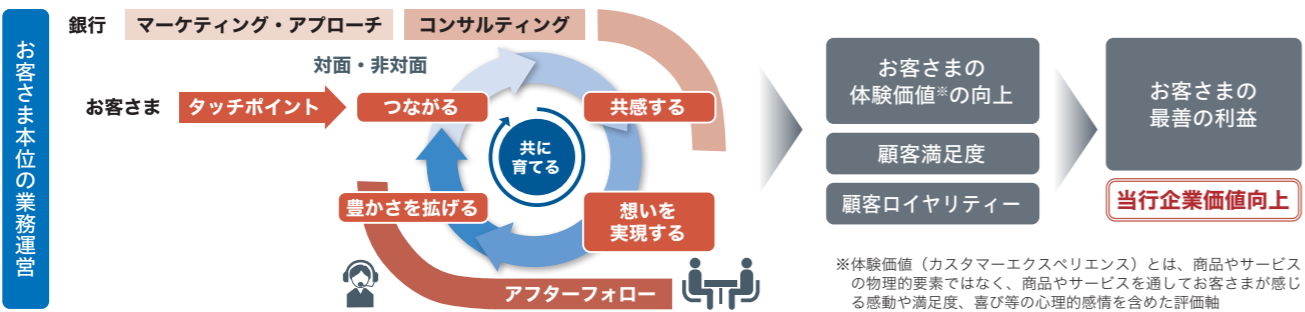 お客さま本位の業務運営
銀行
マーケティング・アプローチ
コンサルティング
対面・非対面
お客さま
タッチポイント
つながる
共感する
共に
育てる
豊かさを拡げる
想いを
実現する
アフターフォロー
お客さまの
体験価値※の向上
顧客満足度
顧客ロイヤリティー
お客さまの
最善の利益
当行企業価値向上
※体験価値（カスタマーエクスペリエンス）とは、商品やサービス
の物理的要素ではなく、商品やサービスを通してお客さまが感じ
る感動や満足度、喜び等の心理的感情を含めた評価軸